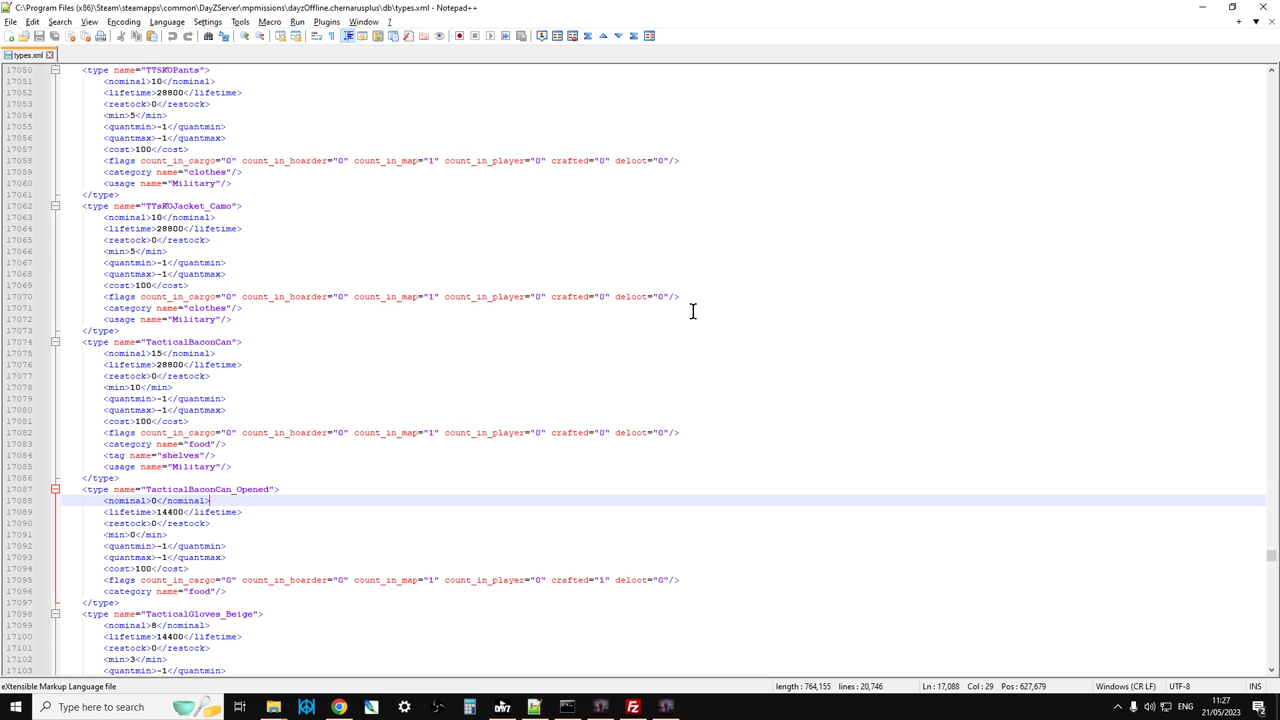 C:\Program Files (x86)\Steam\steamapps\common\DayZServer\mpmissions\dayzOffline.chernarusplus\db\types.xml - Notepad++
File Edit Search View Encoding Language Settings Tools Macro Run Plugins Window ?
types.xml
17050 <type name="TTSKOPants">
17051 <nominal>10</nominal>
17052 <lifetime>28800</lifetime>
17053 <restock>0</restock>
17054 <min>5</min>
17055 <quantmin>-1</quantmin>
17056 <quantmax>-1</quantmax>
17057 <cost>100</cost>
17058 <flags count_in_cargo="0" count_in_hoarder="0" count_in_map="1" count_in_player="0" crafted="0" deloot="0"/>
17059 <category name="clothes"/>
17060 <usage name="Military"/>
17061 </type>
17062 <type name="TTsKOJacket_Camo">
17063 <nominal>10</nominal>
17064 <lifetime>28800</lifetime>
17065 <restock>0</restock>
17066 <min>5</min>
17067 <quantmin>-1</quantmin>
17068 <quantmax>-1</quantmax>
17069 <cost>100</cost>
17070 <flags count_in_cargo="0" count_in_hoarder="0" count_in_map="1" count_in_player="0" crafted="0" deloot="0"/>
17071 <category name="clothes"/>
17072 <usage name="Military"/>
17073 </type>
17074 <type name="TacticalBaconCan">
17075 <nominal>15</nominal>
17076 <lifetime>28800</lifetime>
17077 <restock>0</restock>
17078 <min>10</min>
17079 <quantmin>-1</quantmin>
17080 <quantmax>-1</quantmax>
17081 <cost>100</cost>
17082 <flags count_in_cargo="0" count_in_hoarder="0" count_in_map="1" count_in_player="0" crafted="0" deloot="0"/>
17083 <category name="food"/>
17084 <tag name="shelves"/>
17085 <usage name="Military"/>
17086 </type>
17087 <type name="TacticalBaconCan_Opened">
17088 <nominal>0</nominal>
17089 <lifetime>14400</lifetime>
17090 <restock>0</restock>
17091 <min>0</min>
17092 <quantmin>-1</quantmin>
17093 <quantmax>-1</quantmax>
17094 <cost>100</cost>
17095 <flags count_in_cargo="0" count_in_hoarder="0" count_in_map="1" count_in_player="0" crafted="1" deloot="0"/>
17096 <category name="food"/>
17097 </type>
17098 <type name="TacticalGloves_Beige">
17099 <nominal>8</nominal>
17100 <lifetime>14400</lifetime>
17101 <restock>0</restock>
17102 <min>3</min>
17103 <quantmin>-1</quantmin>
eXtensible Markup Language file length : 764,155 lines : 20,746 Ln : 17,088 Col : 29 Pos : 627,679 Windows (CR LF) UTF-8 INS
Type here to search
ENG 11:27
21/05/2023